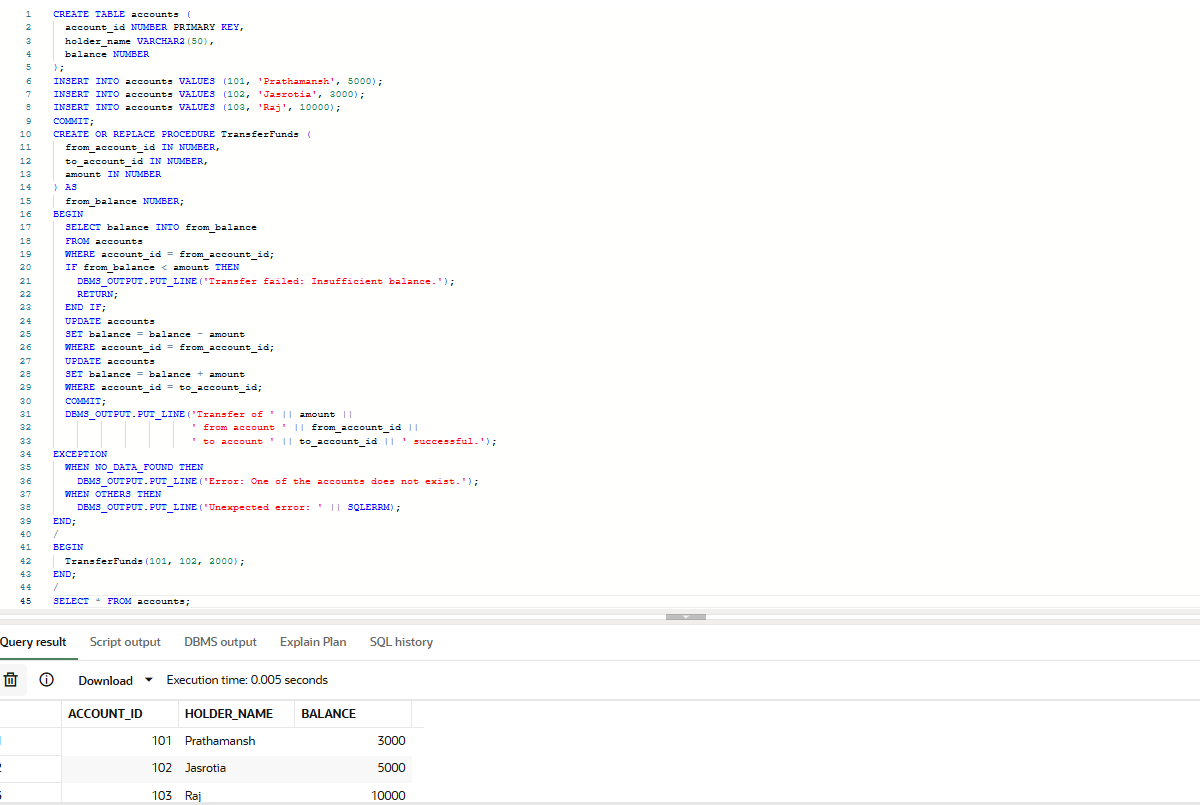 1 CREATE TABLE accounts (
2 account_id NUMBER PRIMARY KEY,
3 holder_name VARCHAR2(50),
4 balance NUMBER
5 );
6 INSERT INTO accounts VALUES (101, 'Prathamansh', 5000);
7 INSERT INTO accounts VALUES (102, 'Jasrotia', 3000);
8 INSERT INTO accounts VALUES (103, 'Raj', 10000);
9 COMMIT;
10 CREATE OR REPLACE PROCEDURE TransferFunds (
11 from_account_id IN NUMBER,
12 to_account_id IN NUMBER,
13 amount IN NUMBER
14 ) AS
15 from_balance NUMBER;
16 BEGIN
17 SELECT balance INTO from_balance
18 FROM accounts
19 WHERE account_id = from_account_id;
20 IF from_balance < amount THEN
21 DBMS_OUTPUT.PUT_LINE('Transfer failed: Insufficient balance.');
22 RETURN;
23 END IF;
24 UPDATE accounts
25 SET balance = balance - amount
26 WHERE account_id = from_account_id;
27 UPDATE accounts
28 SET balance = balance + amount
29 WHERE account_id = to_account_id;
30 COMMIT;
31 DBMS_OUTPUT.PUT_LINE('Transfer of ' || amount ||
32 ' from account ' || from_account_id ||
33 ' to account ' || to_account_id || ' successful.');
34 EXCEPTION
35 WHEN NO_DATA_FOUND THEN
36 DBMS_OUTPUT.PUT_LINE('Error: One of the accounts does not exist.');
37 WHEN OTHERS THEN
38 DBMS_OUTPUT.PUT_LINE('Unexpected error: ' || SQLERRM);
39 END;
40 /
41 BEGIN
42 TransferFunds(101, 102, 2000);
43 END;
44 /
45 SELECT * FROM accounts;
Query result Script output DBMS output Explain Plan SQL history
Download Execution time: 0.005 seconds
ACCOUNT_ID HOLDER_NAME BALANCE
101 Prathamansh 3000
102 Jasrotia 5000
103 Raj 10000